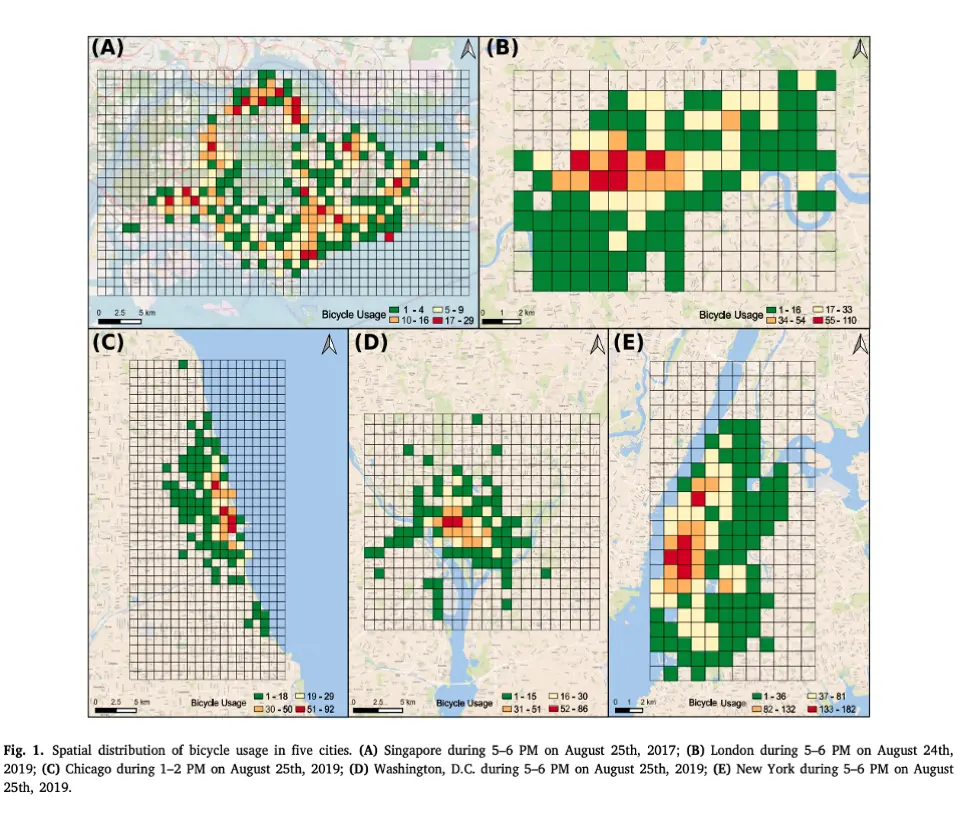 (A)
(B)
0 2.5 5 km
Bicycle Usage 1 - 4 5 - 9
10 - 16 17 - 29
0 1 2 km
Bicycle Usage 1 - 16 17 - 33
34 - 54 55 - 110
(C)
(D)
(E)
0 2.5 5 km
Bicycle Usage 1 - 18 19 - 29
30 - 50 51 - 92
0 2.5 5 km
Bicycle Usage 1 - 15 16 - 30
31 - 51 52 - 86
0 1 2 km
Bicycle Usage 1 - 36 37 - 81
82 - 132 133 - 182
Fig. 1. Spatial distribution of bicycle usage in five cities. (A) Singapore during 5–6 PM on August 25th, 2017; (B) London during 5–6 PM on August 24th,
2019; (C) Chicago during 1–2 PM on August 25th, 2019; (D) Washington, D.C. during 5–6 PM on August 25th, 2019; (E) New York during 5–6 PM on August
25th, 2019.